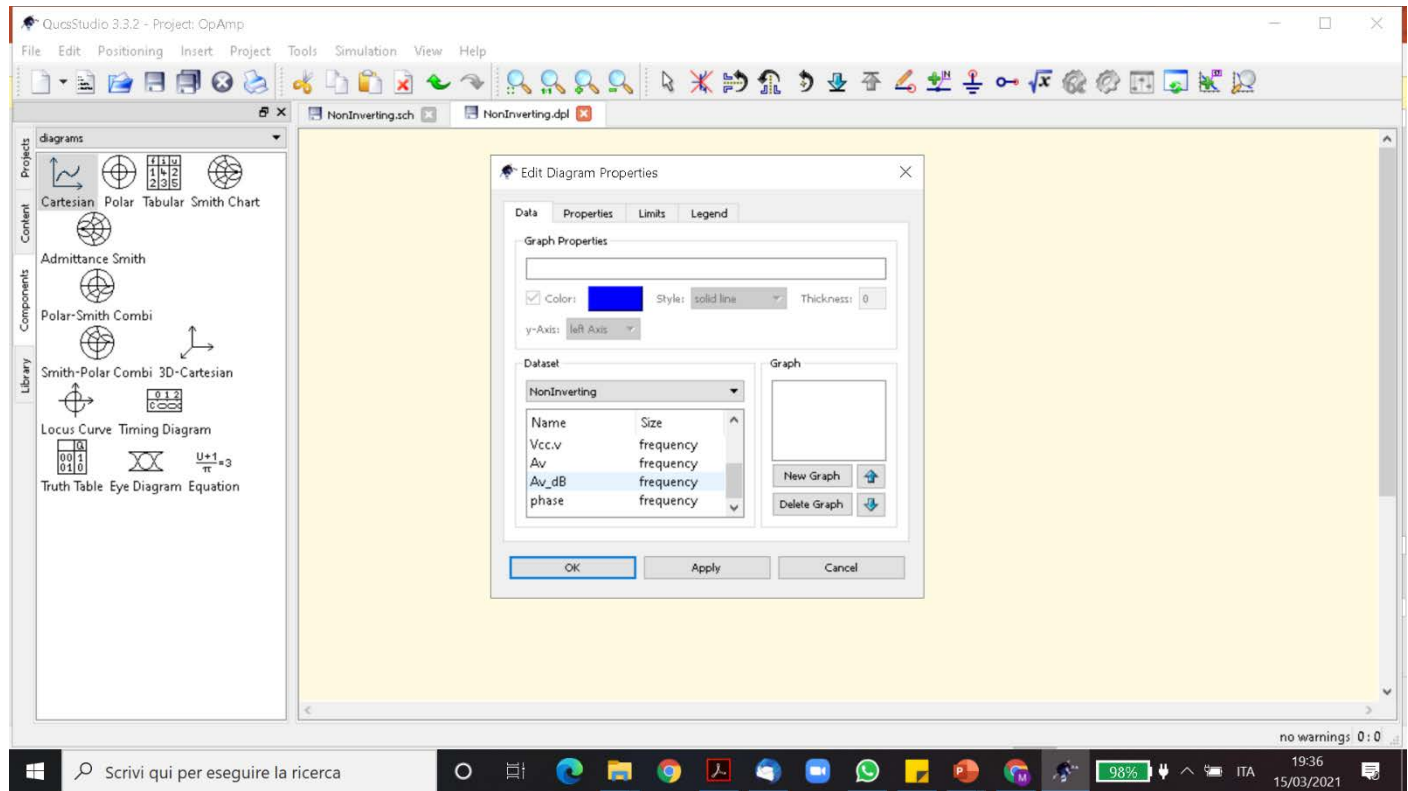 QucsStudio 3.3.2 - Project: OpAmp
File Edit Positioning Insert Project Tools Simulation View Help
NonInverting.sch NonInverting.dpl
diagrams
Projects
Content
Components
Library
Cartesian Polar Tabular Smith Chart
Admittance Smith
Polar-Smith Combi
Smith-Polar Combi 3D-Cartesian
Locus Curve Timing Diagram
Truth Table Eye Diagram Equation
Edit Diagram Properties
Data Properties Limits Legend
Graph Properties
Color: Style: solid line Thickness: 0
y-Axis: left Axis
Dataset
NonInverting
Name Size
Vcc.v frequency
Av frequency
Av_dB frequency
phase frequency
Graph
New Graph
Delete Graph
OK Apply Cancel
no warnings 0 : 0
Scrivi qui per eseguire la ricerca
98%
ITA
19:36
15/03/2021